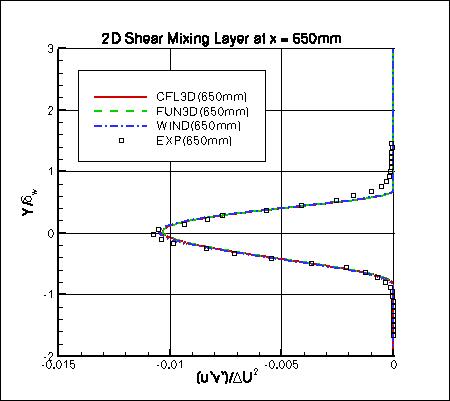 2D Shear Mixing Layer at x = 650mm
3
CFL3D(650mm)
FUN3D(650mm)
WIND(650mm)
EXP(650mm)
2
1
Y/δw
0
-1
-2
-0.015 -0.01 -0.005 0
(u'v')/ΔU²